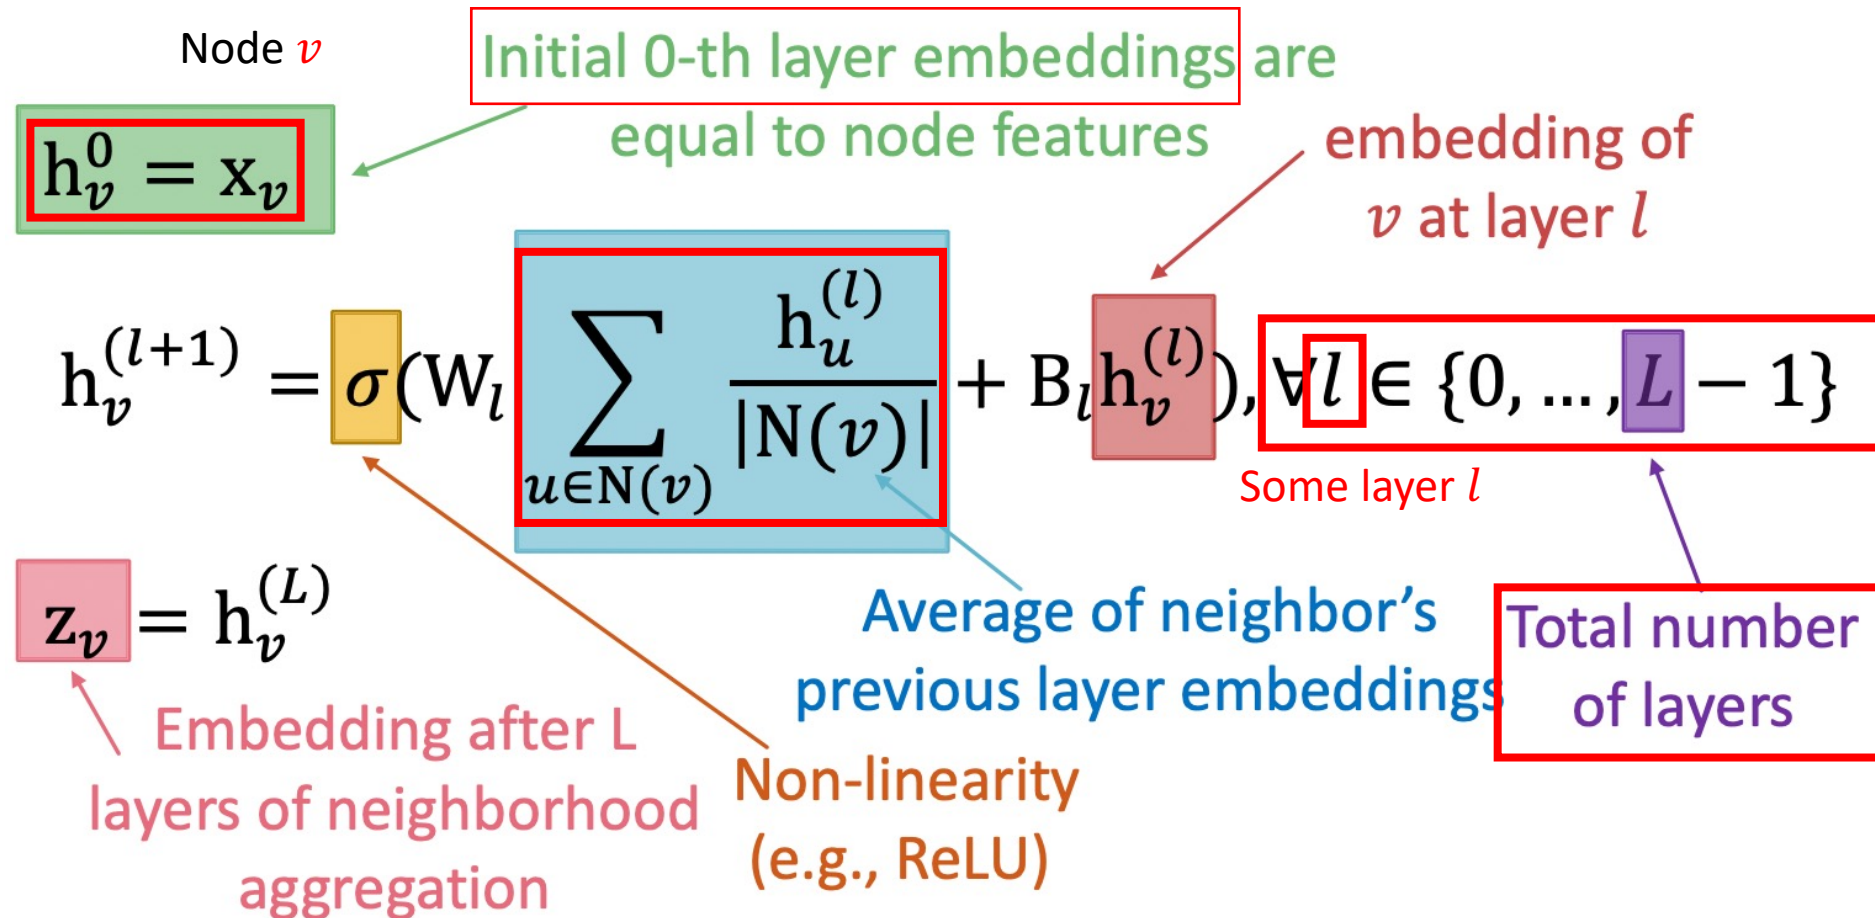 Node 𝑣
Initial 0-th layer embeddings are
equal to node features
h_𝑣^0 = x_𝑣
embedding of
𝑣 at layer 𝑙
h_𝑣^(𝑙+1) = 𝜎(W_𝑙 ∑_{𝑢∈N(𝑣)} h_𝑢^(𝑙) / |N(𝑣)| + B_𝑙 h_𝑣^(𝑙)), ∀𝑙 ∈ {0, …, 𝐿 − 1}
Some layer 𝑙
z_𝑣 = h_𝑣^(𝐿)
Average of neighbor’s
previous layer embeddings
Total number
of layers
Embedding after L
layers of neighborhood
aggregation
Non-linearity
(e.g., ReLU)